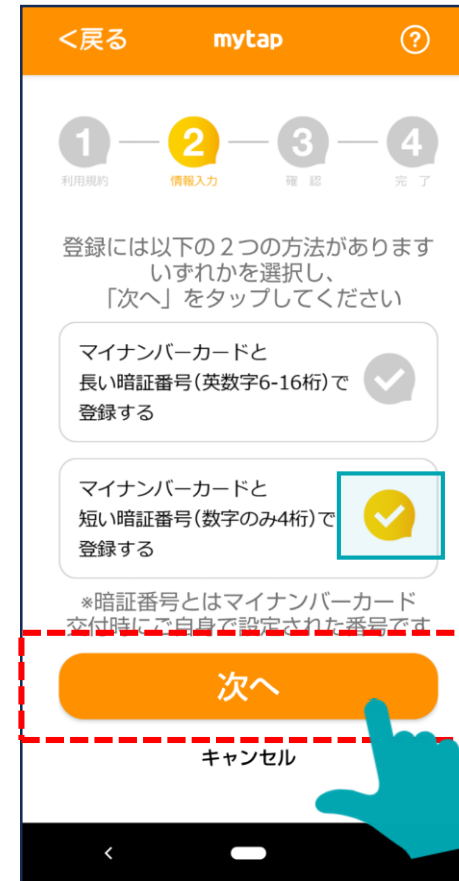 <戻る mytap ?
1 2 3 4
利用規約 情報入力 確 認 完 了
登録には以下の２つの方法があります
いずれかを選択し、
「次へ」をタップしてください
マイナンバーカードと
長い暗証番号(英数字6-16桁)で
登録する
マイナンバーカードと
短い暗証番号(数字のみ4桁)で
登録する
※暗証番号とはマイナンバーカード
交付時にご自身で設定された番号です
次へ
キャンセル